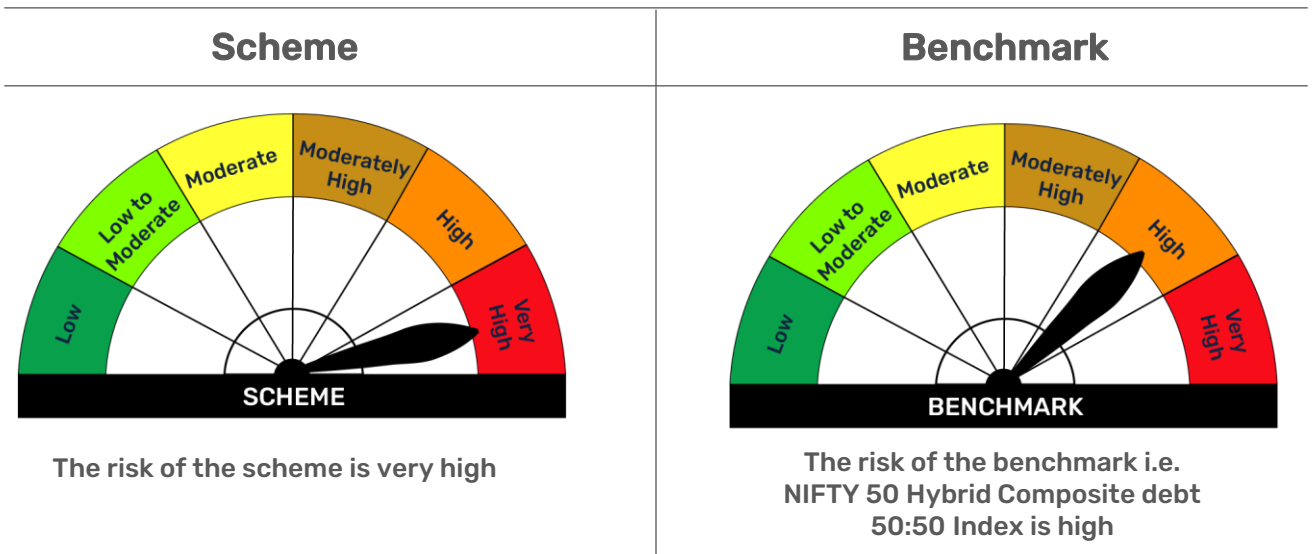 Scheme
Benchmark
Low
Low to
Moderate
Moderate
Moderately
High
High
Very
High
SCHEME
The risk of the scheme is very high
Low
Low to
Moderate
Moderate
Moderately
High
High
Very
High
BENCHMARK
The risk of the benchmark i.e.
NIFTY 50 Hybrid Composite debt
50:50 Index is high